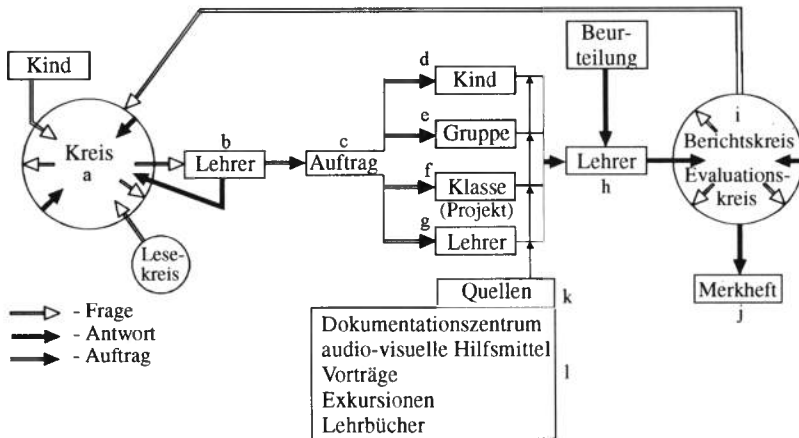 Kind
Kreis
a
Lese-
kreis
b
Lehrer
c
Auftrag
d
Kind
e
Gruppe
f
Klasse
(Projekt)
g
Lehrer
Beur-
teilung
Lehrer
h
i
Berichtskreis
Evaluations-
kreis
Merkheft
j
Quellen
k
Dokumentationszentrum
audio-visuelle Hilfsmittel
Vorträge
Exkursionen
Lehrbücher
l
- Frage
- Antwort
- Auftrag